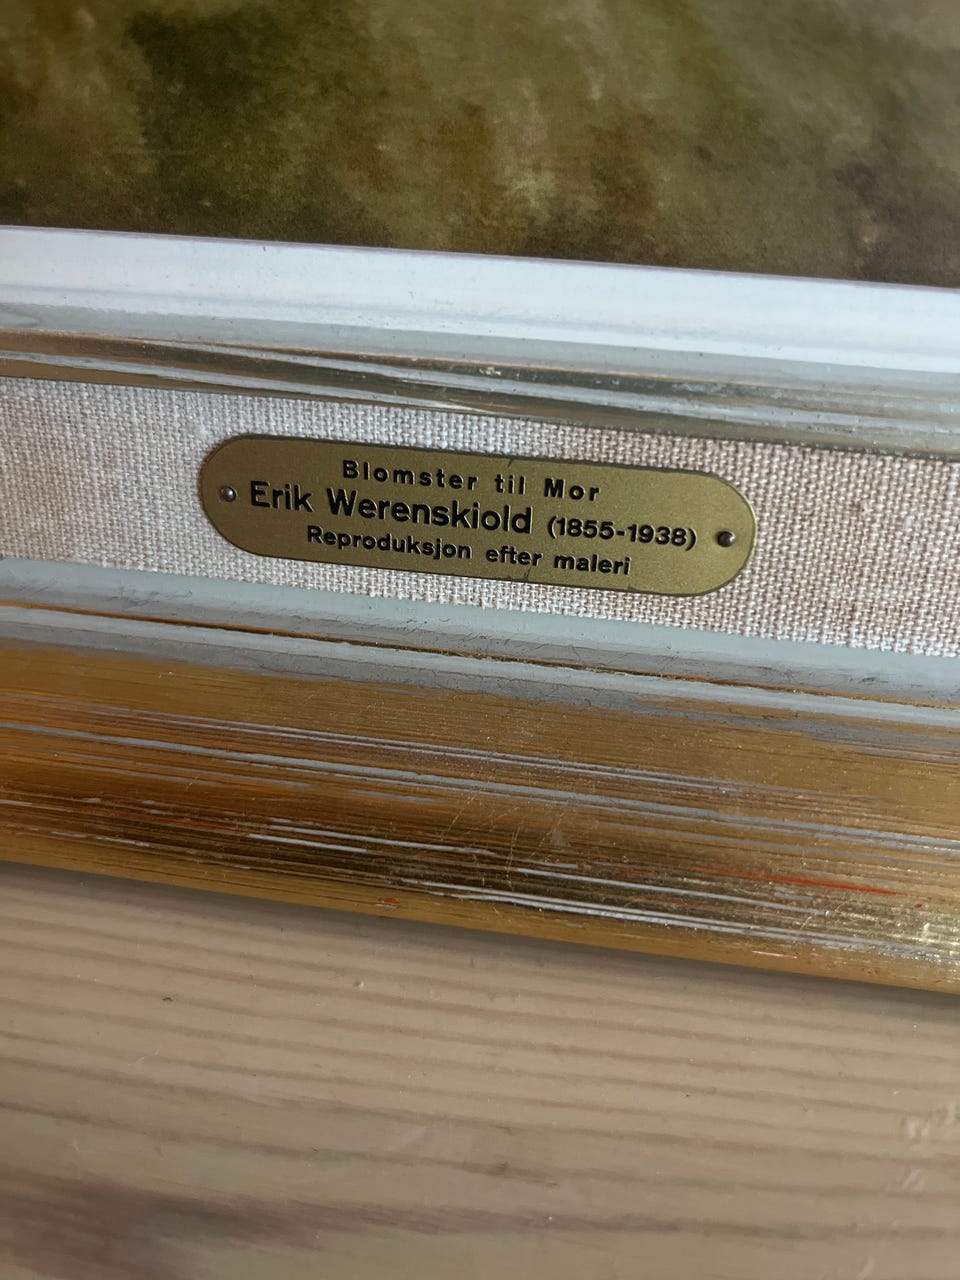 Blomster til Mor
Erik Werenskiold (1855-1938)
Reproduksjon efter maleri